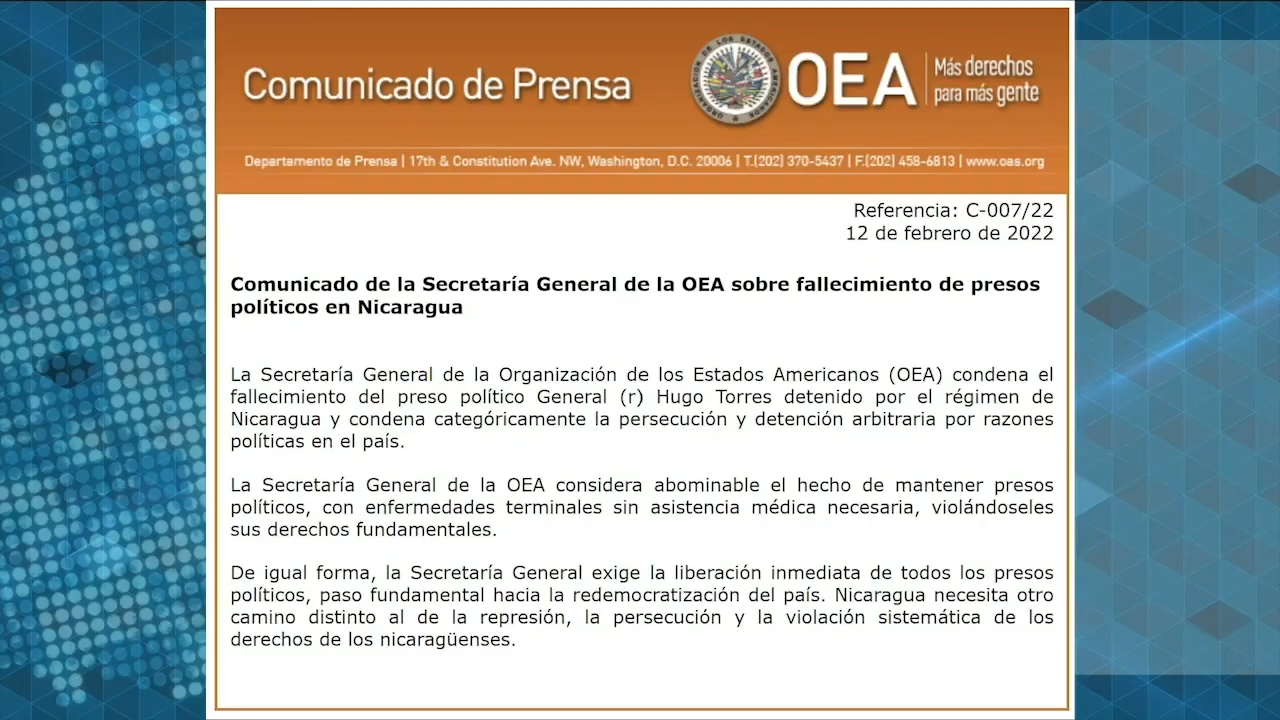 Comunicado de Prensa
OEA
Más derechos
para más gente
Departamento de Prensa | 17th & Constitution Ave. NW, Washington, D.C. 20006 | T.(202) 370-5437 | F.(202) 458-6813 | www.oas.org
Referencia: C-007/22
12 de febrero de 2022
Comunicado de la Secretaría General de la OEA sobre fallecimiento de presos
políticos en Nicaragua
La Secretaría General de la Organización de los Estados Americanos (OEA) condena el
fallecimiento del preso político General (r) Hugo Torres detenido por el régimen de
Nicaragua y condena categóricamente la persecución y detención arbitraria por razones
políticas en el país.
La Secretaría General de la OEA considera abominable el hecho de mantener presos
políticos, con enfermedades terminales sin asistencia médica necesaria, violándoseles
sus derechos fundamentales.
De igual forma, la Secretaría General exige la liberación inmediata de todos los presos
políticos, paso fundamental hacia la redemocratización del país. Nicaragua necesita otro
camino distinto al de la represión, la persecución y la violación sistemática de los
derechos de los nicaragüenses.